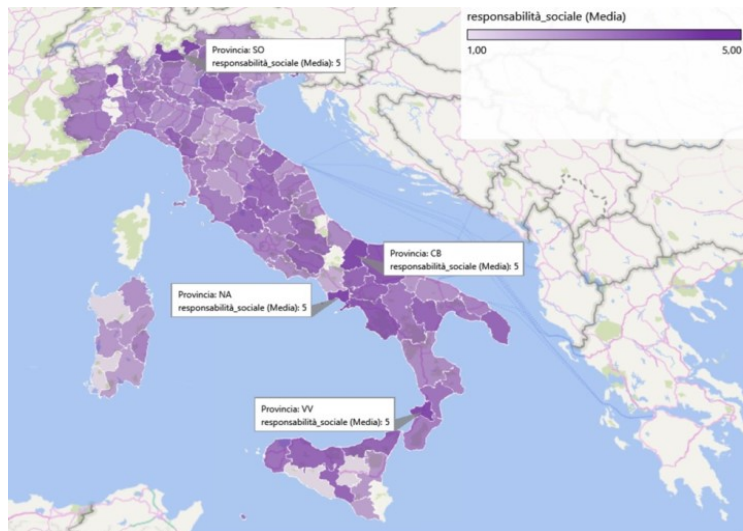 responsabilità_sociale (Media)
1,00 5,00
Provincia: SO
responsabilità_sociale (Media): 5
Provincia: CB
responsabilità_sociale (Media): 5
Provincia: NA
responsabilità_sociale (Media): 5
Provincia: VV
responsabilità_sociale (Media): 5